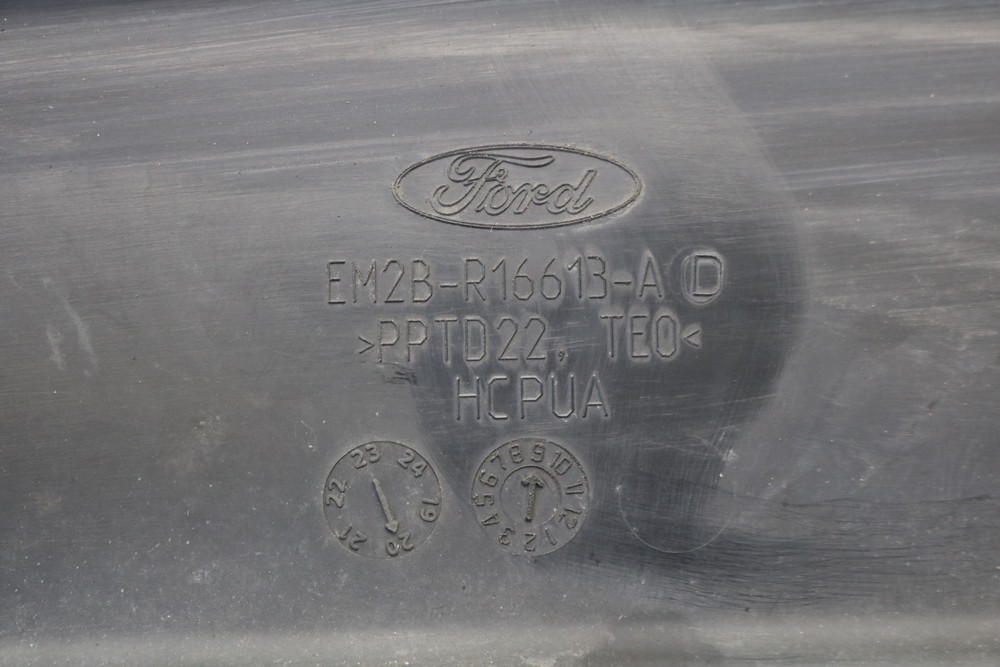 Ford
EM2B-R16613-A D
>PPTD22, TEO<
HCPUA
19 20 21 22 23 24
1 2 3 4 5 6 7 8 9 10 11 12